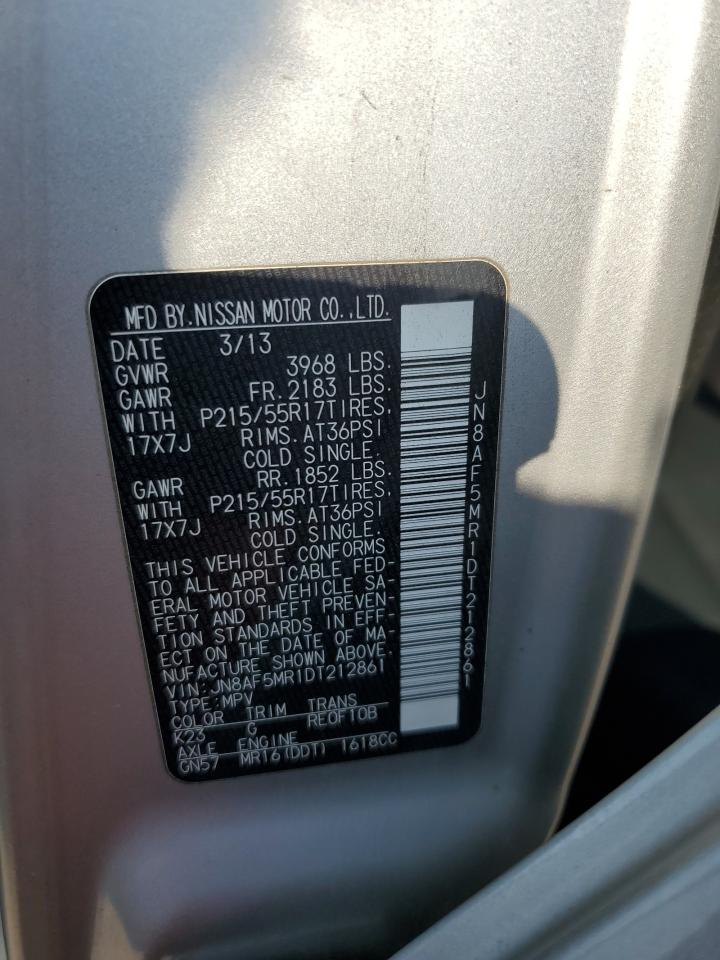 MFD BY.NISSAN MOTOR CO.,LTD.
DATE 3/13
GVWR 3968 LBS.
GAWR FR.2183 LBS.
WITH P215/55R17TIRES,
17X7J RIMS.AT36PSI
COLD SINGLE.
GAWR RR.1852 LBS.
WITH P215/55R17TIRES,
17X7J RIMS.AT36PSI
COLD SINGLE.
THIS VEHICLE CONFORMS
TO ALL APPLICABLE FED-
ERAL MOTOR VEHICLE SA-
FETY AND THEFT PREVEN-
TION STANDARDS IN EFF-
ECT ON THE DATE OF MA-
NUFACTURE SHOWN ABOVE.
VIN:JN8AF5MR1DT212861
TYPE:MPV
COLOR TRIM TRANS
K23 G RE0F10B
AXLE ENGINE
GN57 MR16(DDT) 1618CC
JN8AF5MR1DT212861